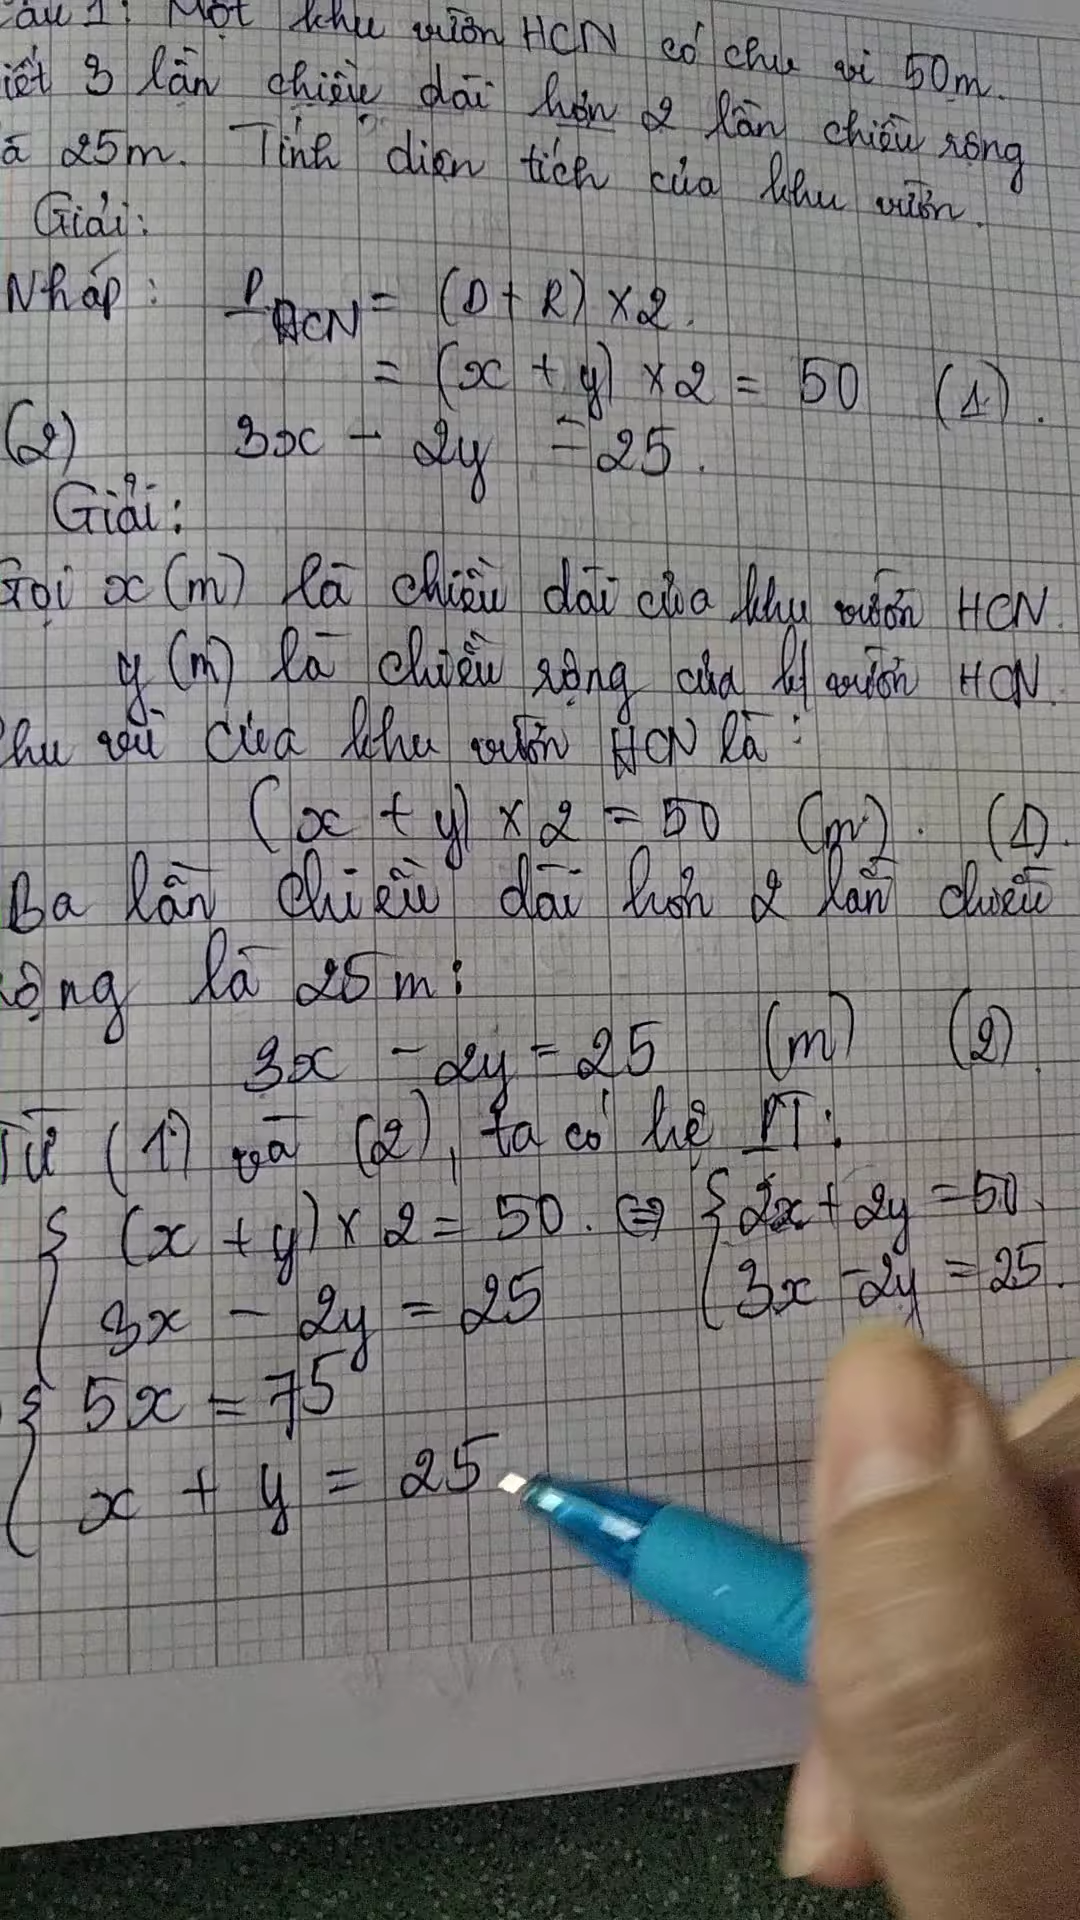 âu 1: Một khu vườn HCN có chu vi 50m.
iết 3 lần chiều dài hơn 2 lần chiều rộng
à 25m. Tính diện tích của khu vườn.
Giải:
Nháp: P HCN = (D + R) × 2.
= (x + y) × 2 = 50 (1).
(2) 3x - 2y = 25.
Giải:
Gọi x (m) là chiều dài của khu vườn HCN.
y (m) là chiều rộng của vườn HCN.
hu vi của khu vườn HCN là:
(x + y) × 2 = 50 (m). (1).
Ba lần chiều dài hơn 2 lần chiều
rộng là 25m:
3x - 2y = 25 (m) (2)
Từ (1) và (2), ta có hệ PT:
{ (x + y) × 2 = 50. ⇔ { 2x + 2y = 50.
3x - 2y = 25 3x - 2y = 25.
{ 5x = 75
x + y = 25